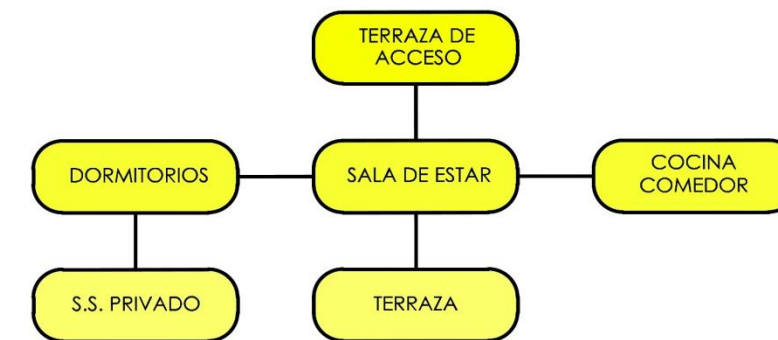 TERRAZA DE
ACCESO
DORMITORIOS
SALA DE ESTAR
COCINA
COMEDOR
S.S. PRIVADO
TERRAZA